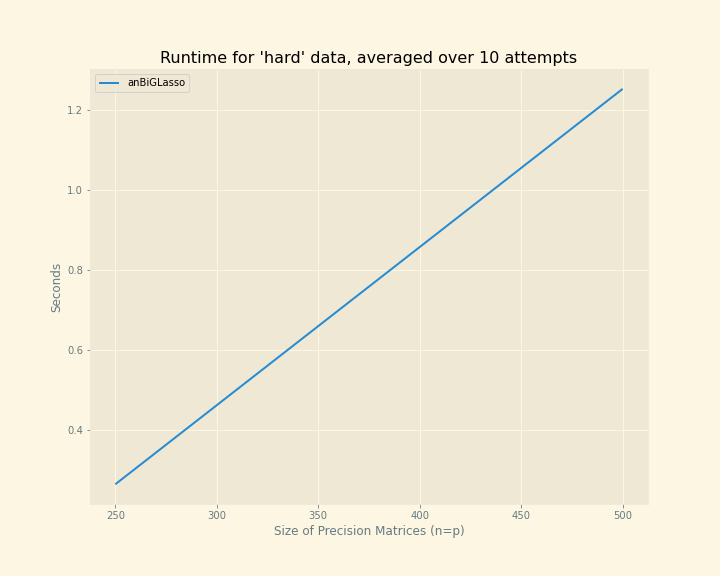 Runtime for 'hard' data, averaged over 10 attempts
anBiGLasso
1.2
1.0
0.8
0.6
0.4
Seconds
250 300 350 400 450 500
Size of Precision Matrices (n=p)